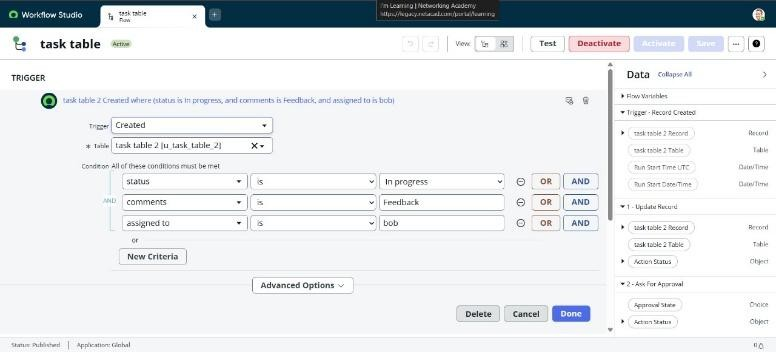 I'm Learning | Networking Academy
https://legacy.netacad.com/portal/learning
Workflow Studio
task table
Flow
×
+
task table
Active
View:
Test
Deactivate
Activate
Save
...
?
TRIGGER
task table 2 Created where (status is In progress, and comments is Feedback, and assigned to is bob)
Trigger
Created
* Table
task table 2 [u_task_table_2]
Condition All of these conditions must be met
status is In progress OR AND
AND
comments is Feedback OR AND
assigned to is bob OR AND
or
New Criteria
Advanced Options
Delete
Cancel
Done
Data
Collapse All
Flow Variables
Trigger - Record Created
task table 2 Record Record
task table 2 Table Table
Run Start Time UTC Date/Time
Run Start Date/Time Date/Time
1 - Update Record
task table 2 Record Record
task table 2 Table Table
Action Status Object
2 - Ask For Approval
Approval State Choice
Action Status Object
Status: Published | Application: Global
0